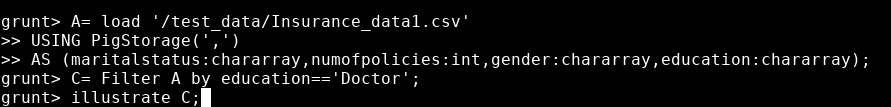 grunt> A= load '/test_data/Insurance_data1.csv'
>> USING PigStorage(',')
>> AS (maritalstatus:chararray,numofpolicies:int,gender:chararray,education:chararray);
grunt> C= Filter A by education=='Doctor';
grunt> illustrate C;